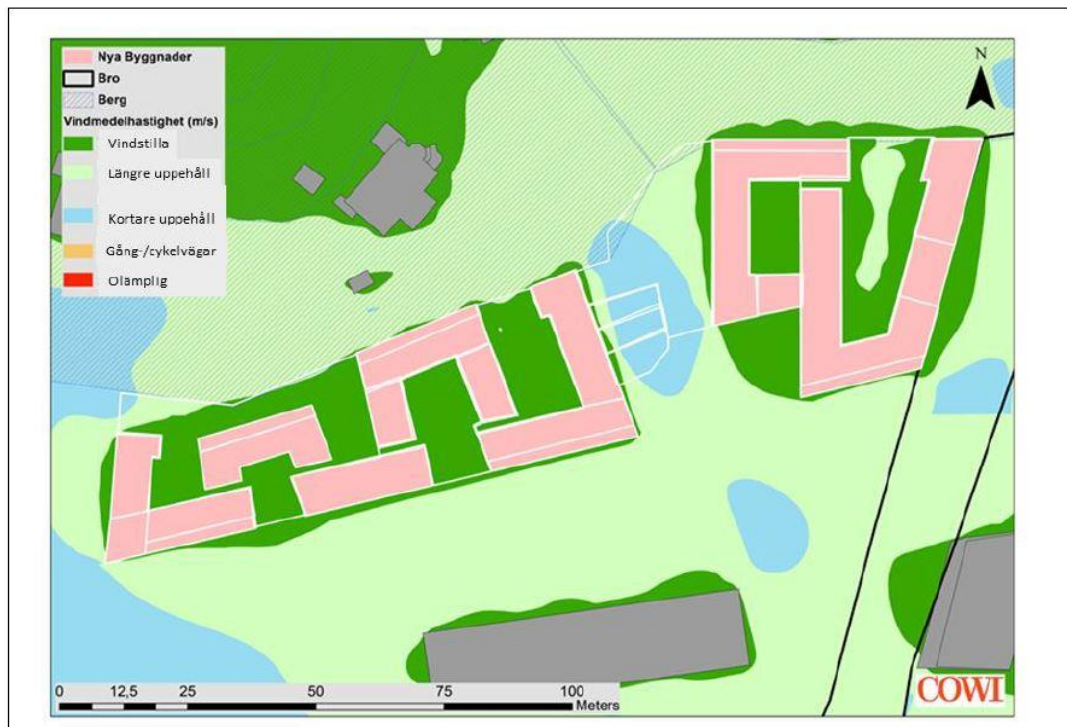 Nya Byggnader
Bro
Berg
Vindmedelhastighet (m/s)
Vindstilla
Längre uppehåll
Kortare uppehåll
Gång-/cykelvägar
Olämplig
N
0 12,5 25 50 75 100
Meters
COWI